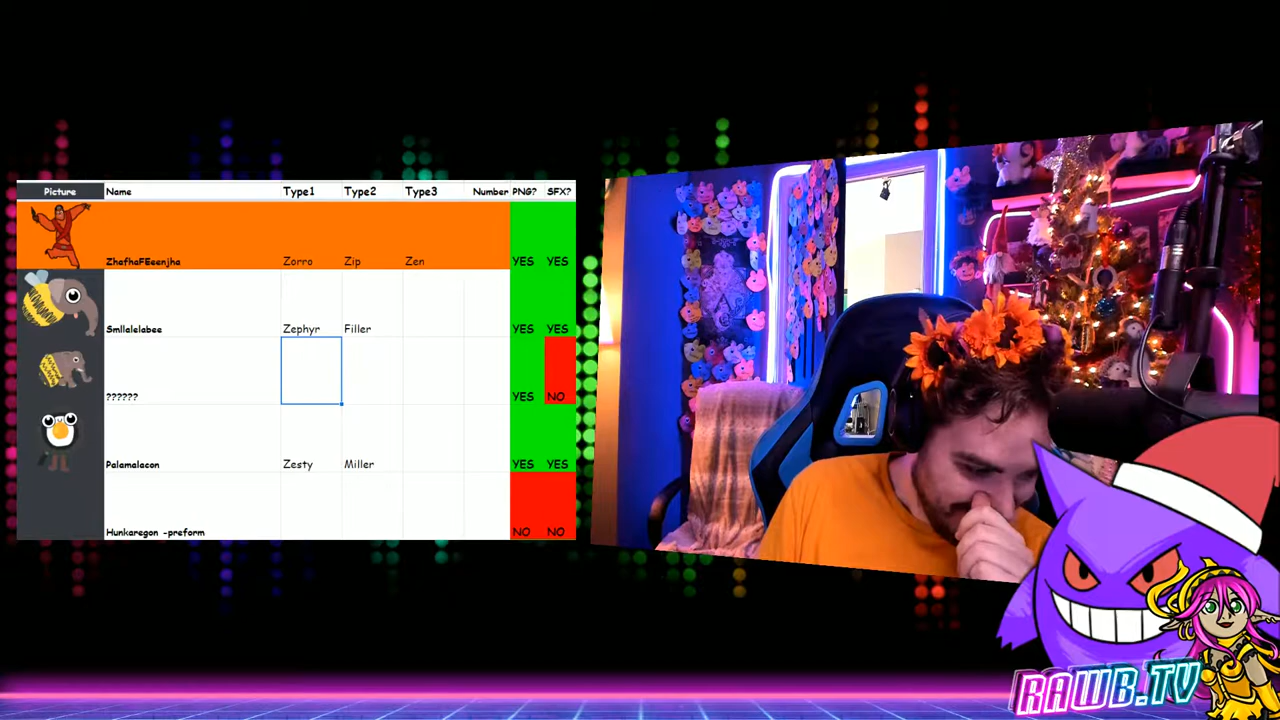 Picture Name Type1 Type2 Type3 Number PNG? SFX?
ZhafhaFEeenjha Zorro Zip Zen YES YES
Smllalelabee Zephyr Filler YES YES
?????? YES NO
Palamalacon Zesty Miller YES YES
Hunkaregon -preform NO NO
RAWB.TV